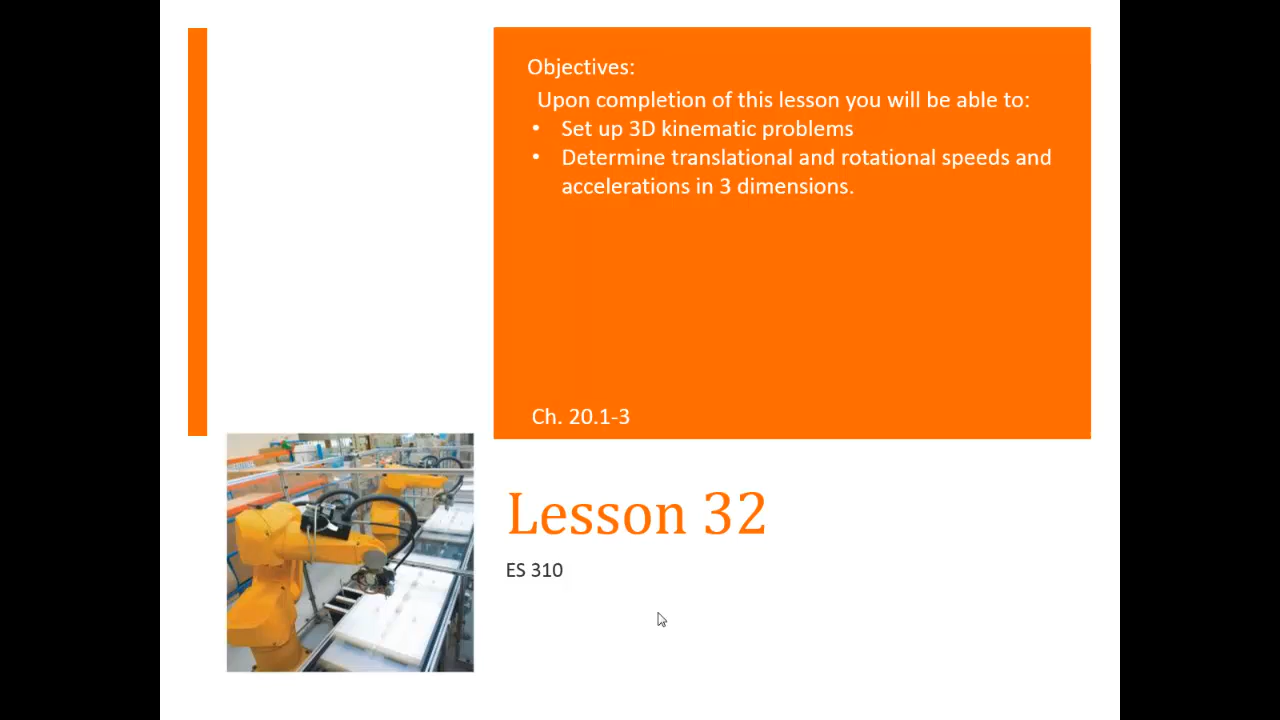 Objectives:
Upon completion of this lesson you will be able to:
• Set up 3D kinematic problems
• Determine translational and rotational speeds and
accelerations in 3 dimensions.
Ch. 20.1-3
Lesson 32
ES 310